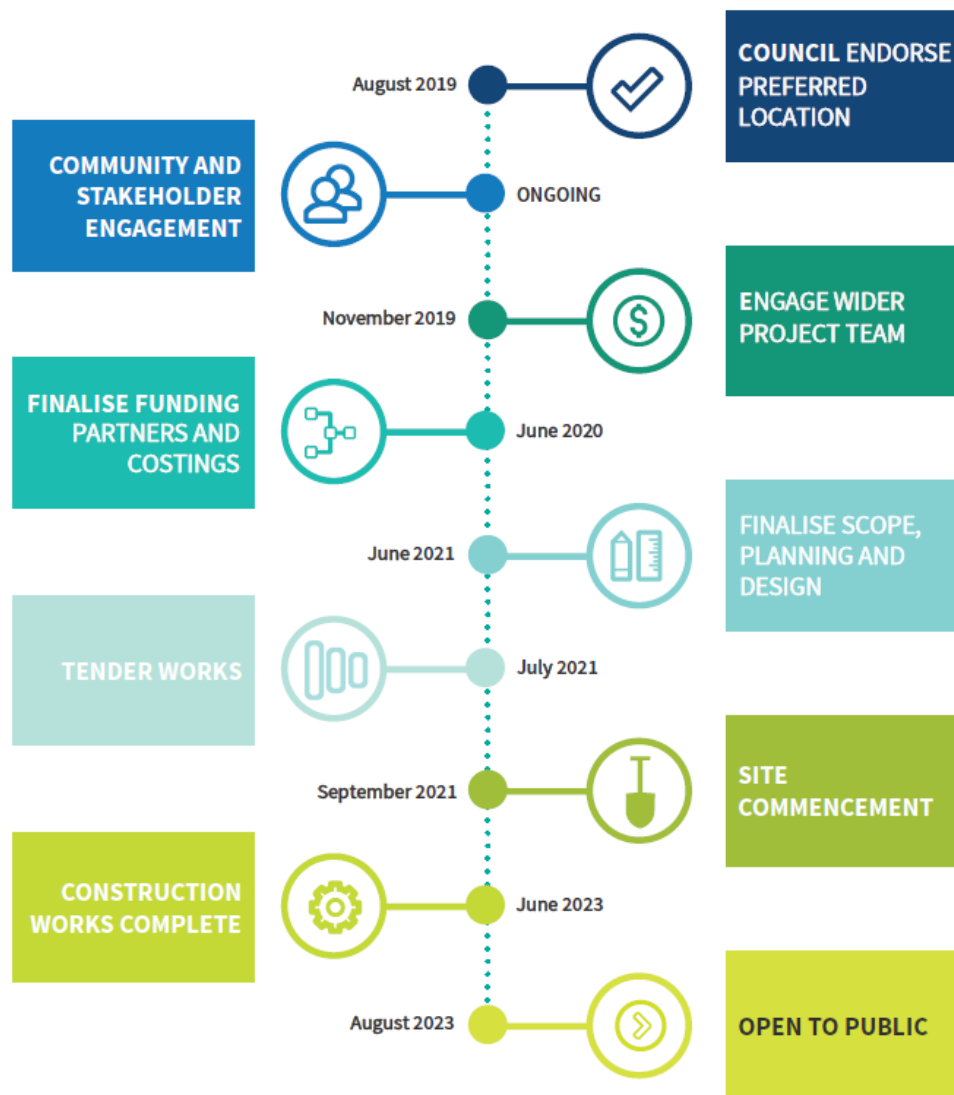 August 2019
COUNCIL ENDORSE
PREFERRED
LOCATION
COMMUNITY AND
STAKEHOLDER
ENGAGEMENT
ONGOING
November 2019
$
ENGAGE WIDER
PROJECT TEAM
FINALISE FUNDING
PARTNERS AND
COSTINGS
June 2020
June 2021
FINALISE SCOPE,
PLANNING AND
DESIGN
TENDER WORKS
July 2021
September 2021
SITE
COMMENCEMENT
CONSTRUCTION
WORKS COMPLETE
June 2023
August 2023
OPEN TO PUBLIC